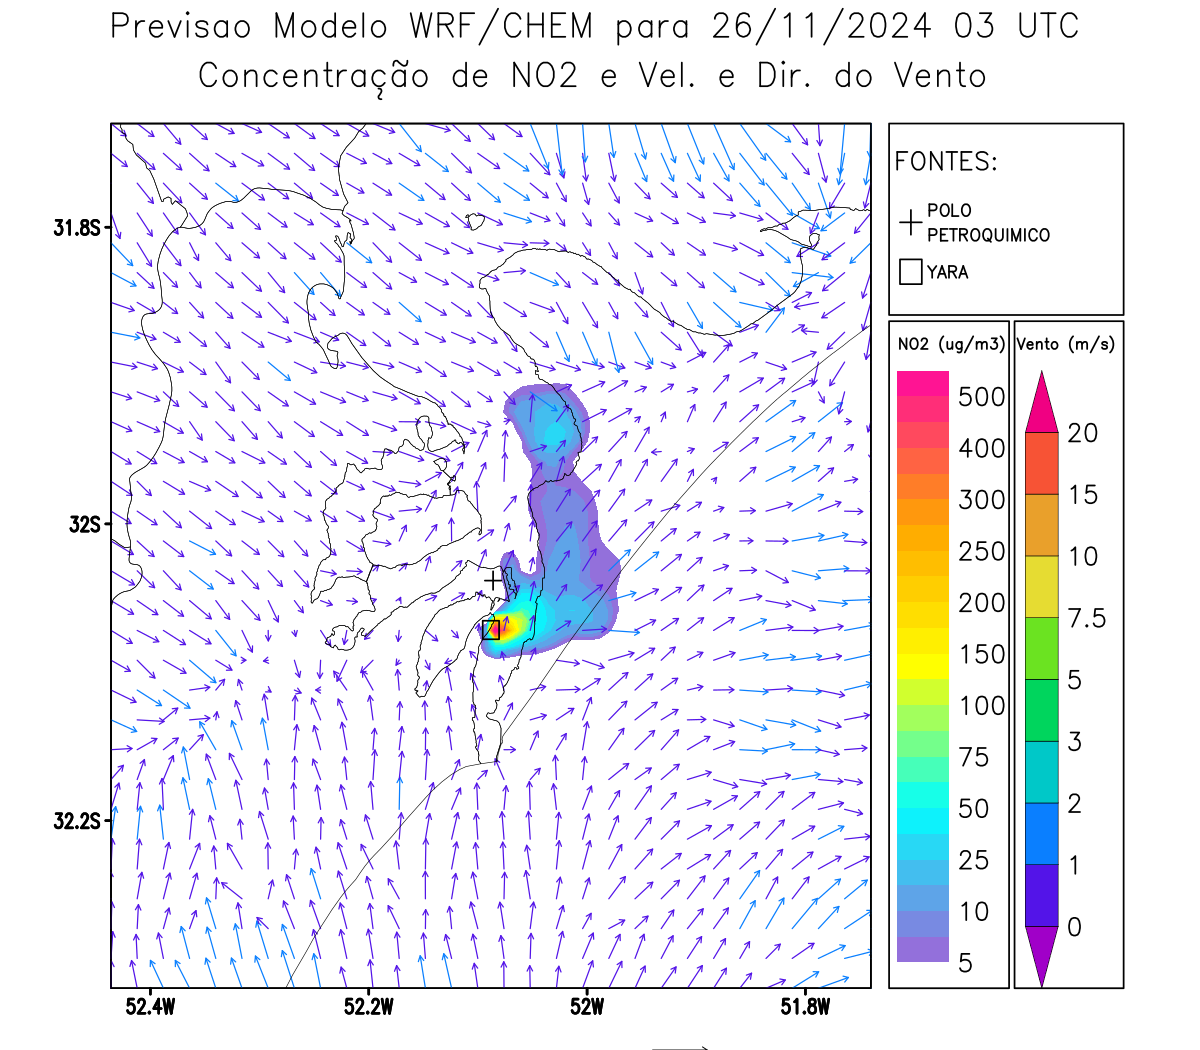 Previsao Modelo WRF/CHEM para 26/11/2024 03 UTC
Concentração de NO2 e Vel. e Dir. do Vento
FONTES:
POLO
PETROQUIMICO
YARA
NO2 (ug/m3)
500
400
300
250
200
150
100
75
50
25
10
5
Vento (m/s)
20
15
10
7.5
5
3
2
1
0
31.8S
32S
32.2S
52.4W
52.2W
52W
51.8W